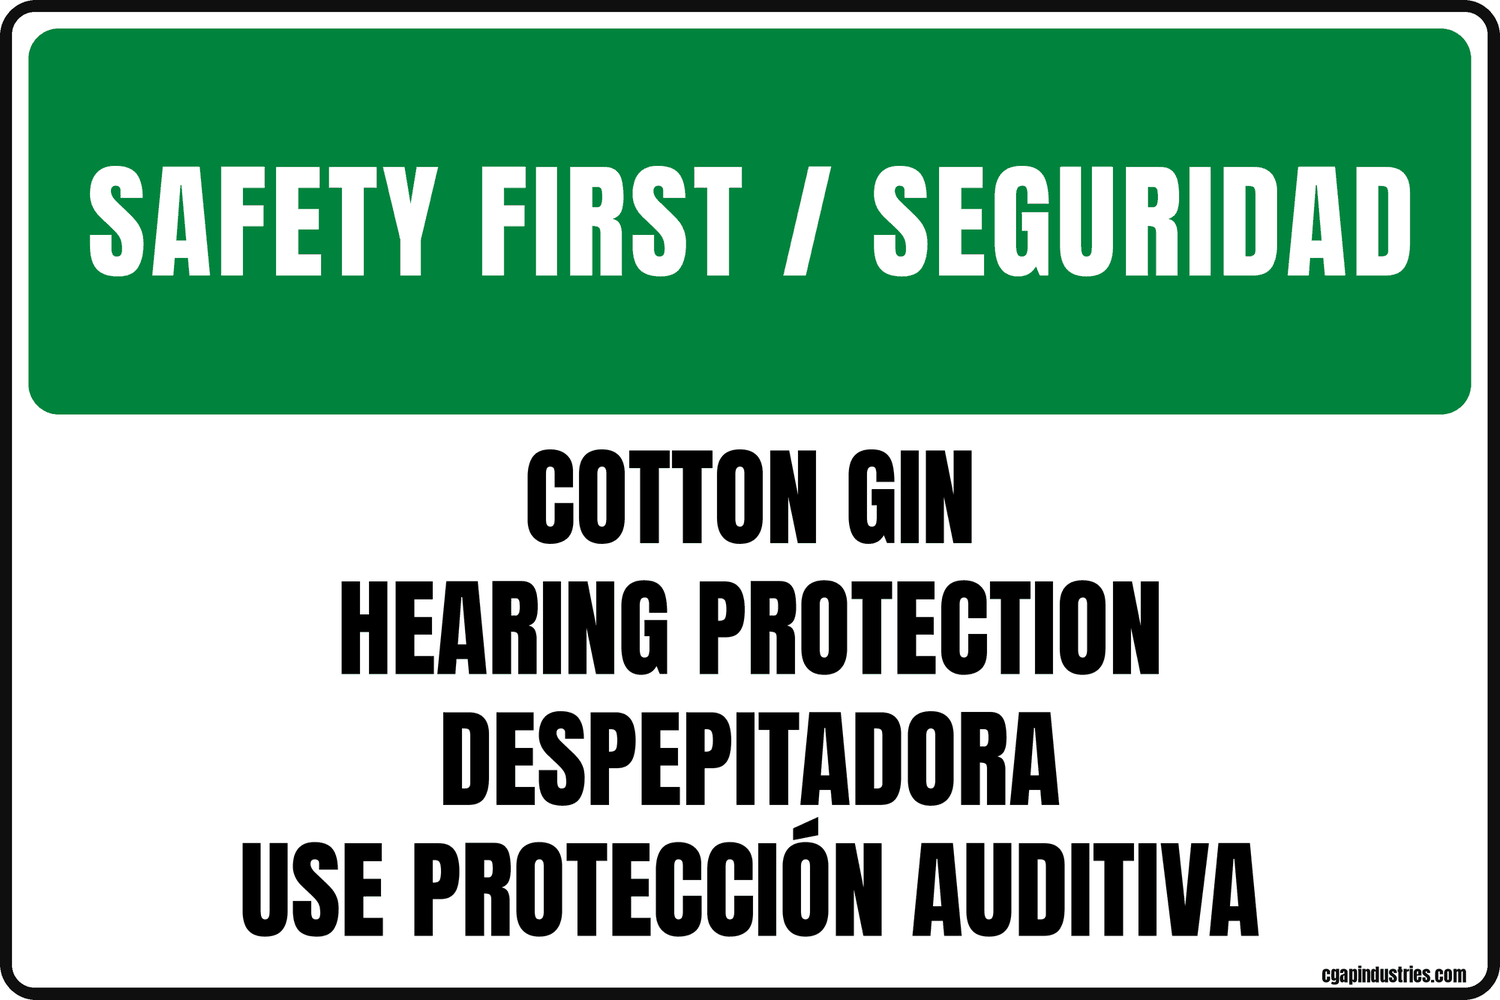 SAFETY FIRST / SEGURIDAD
COTTON GIN
HEARING PROTECTION
DESPEPITADORA
USE PROTECCIÓN AUDITIVA
cgapindustries.com